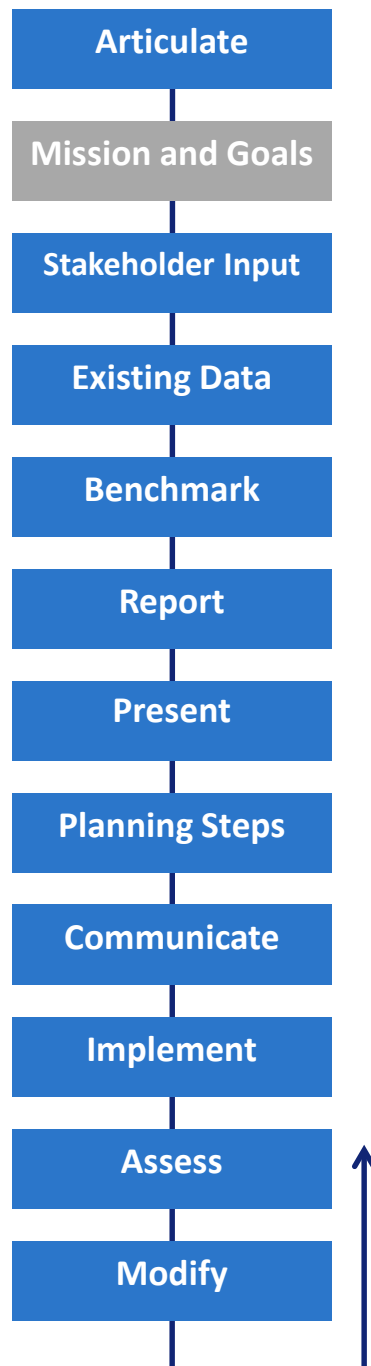 Articulate
Mission and Goals
Stakeholder Input
Existing Data
Benchmark
Report
Present
Planning Steps
Communicate
Implement
Assess
Modify